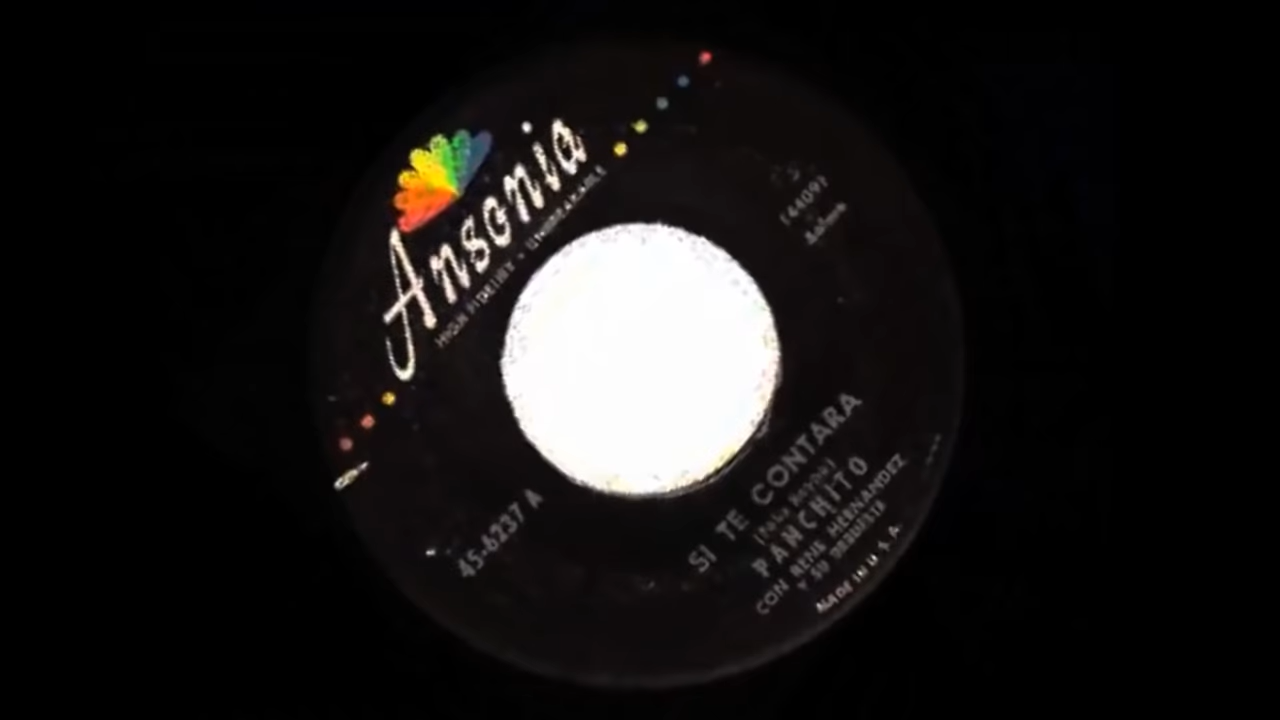 Ansonia
HIGH FIDELITY - UNBREAKABLE
45-6237 A
SI TE CONTARA
PANCHITO
CON RENE HERNANDEZ
Y SU ORQUESTA
MADE IN U.S.A.